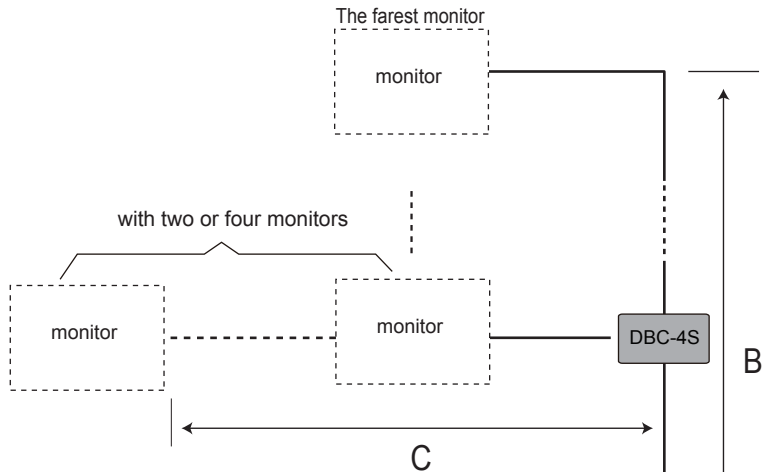 The farest monitor
monitor
with two or four monitors
monitor
monitor
DBC-4S
B
C